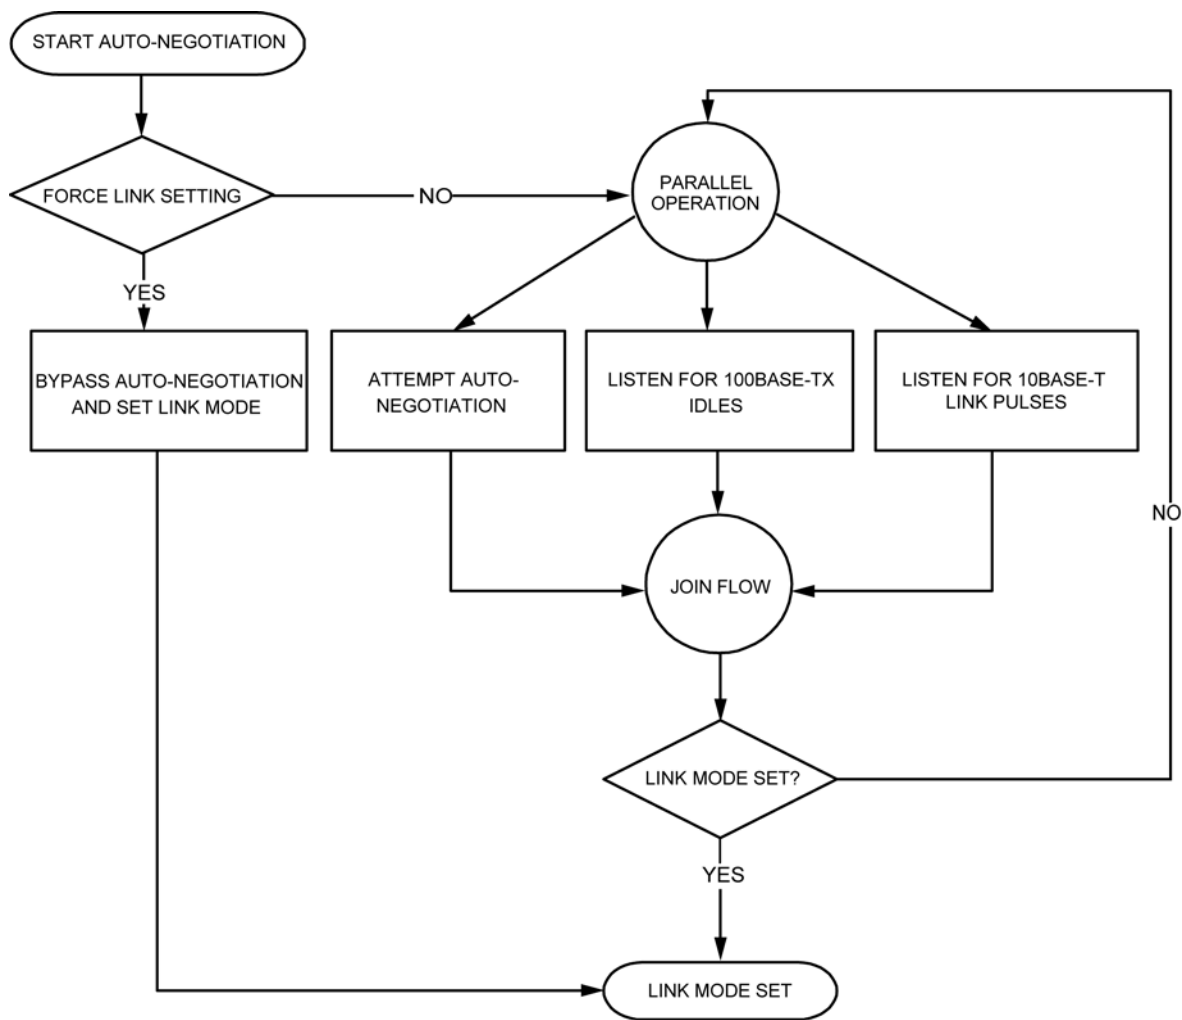 START AUTO-NEGOTIATION
FORCE LINK SETTING
NO
PARALLEL
OPERATION
YES
BYPASS AUTO-NEGOTIATION
AND SET LINK MODE
ATTEMPT AUTO-
NEGOTIATION
LISTEN FOR 100BASE-TX
IDLES
LISTEN FOR 10BASE-T
LINK PULSES
NO
JOIN FLOW
LINK MODE SET?
YES
LINK MODE SET